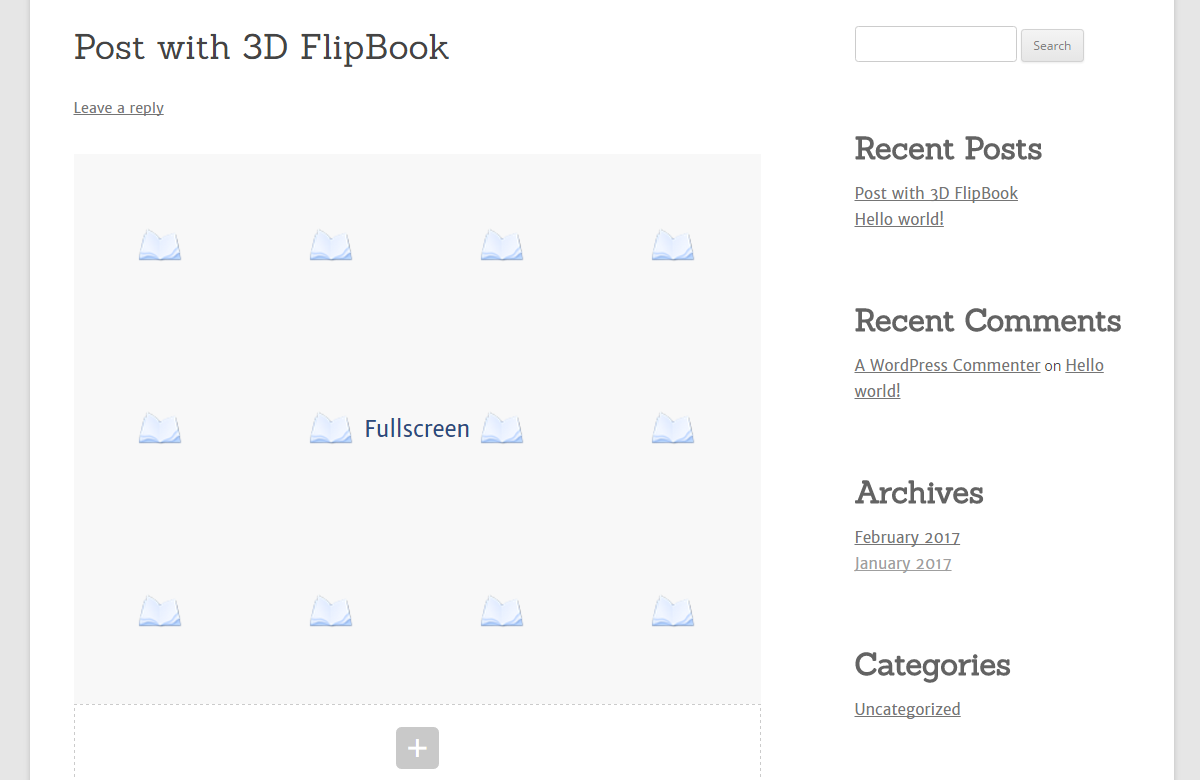 Post with 3D FlipBook
Leave a reply
Fullscreen
Search
Recent Posts
Post with 3D FlipBook
Hello world!
Recent Comments
A WordPress Commenter on Hello
world!
Archives
February 2017
January 2017
Categories
Uncategorized